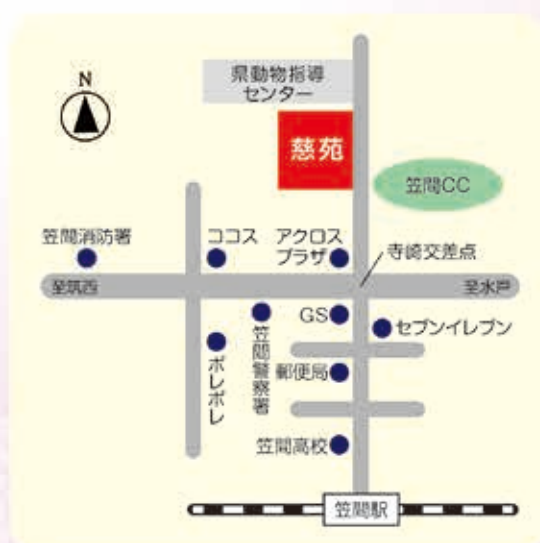 N
県動物指導
センター
慈苑
笠間CC
笠間消防署
ココス
アクロス
プラザ
寺崎交差点
至筑西
至水戸
GS
セブンイレブン
笠間警察署
ポレポレ
郵便局
笠間高校
笠間駅